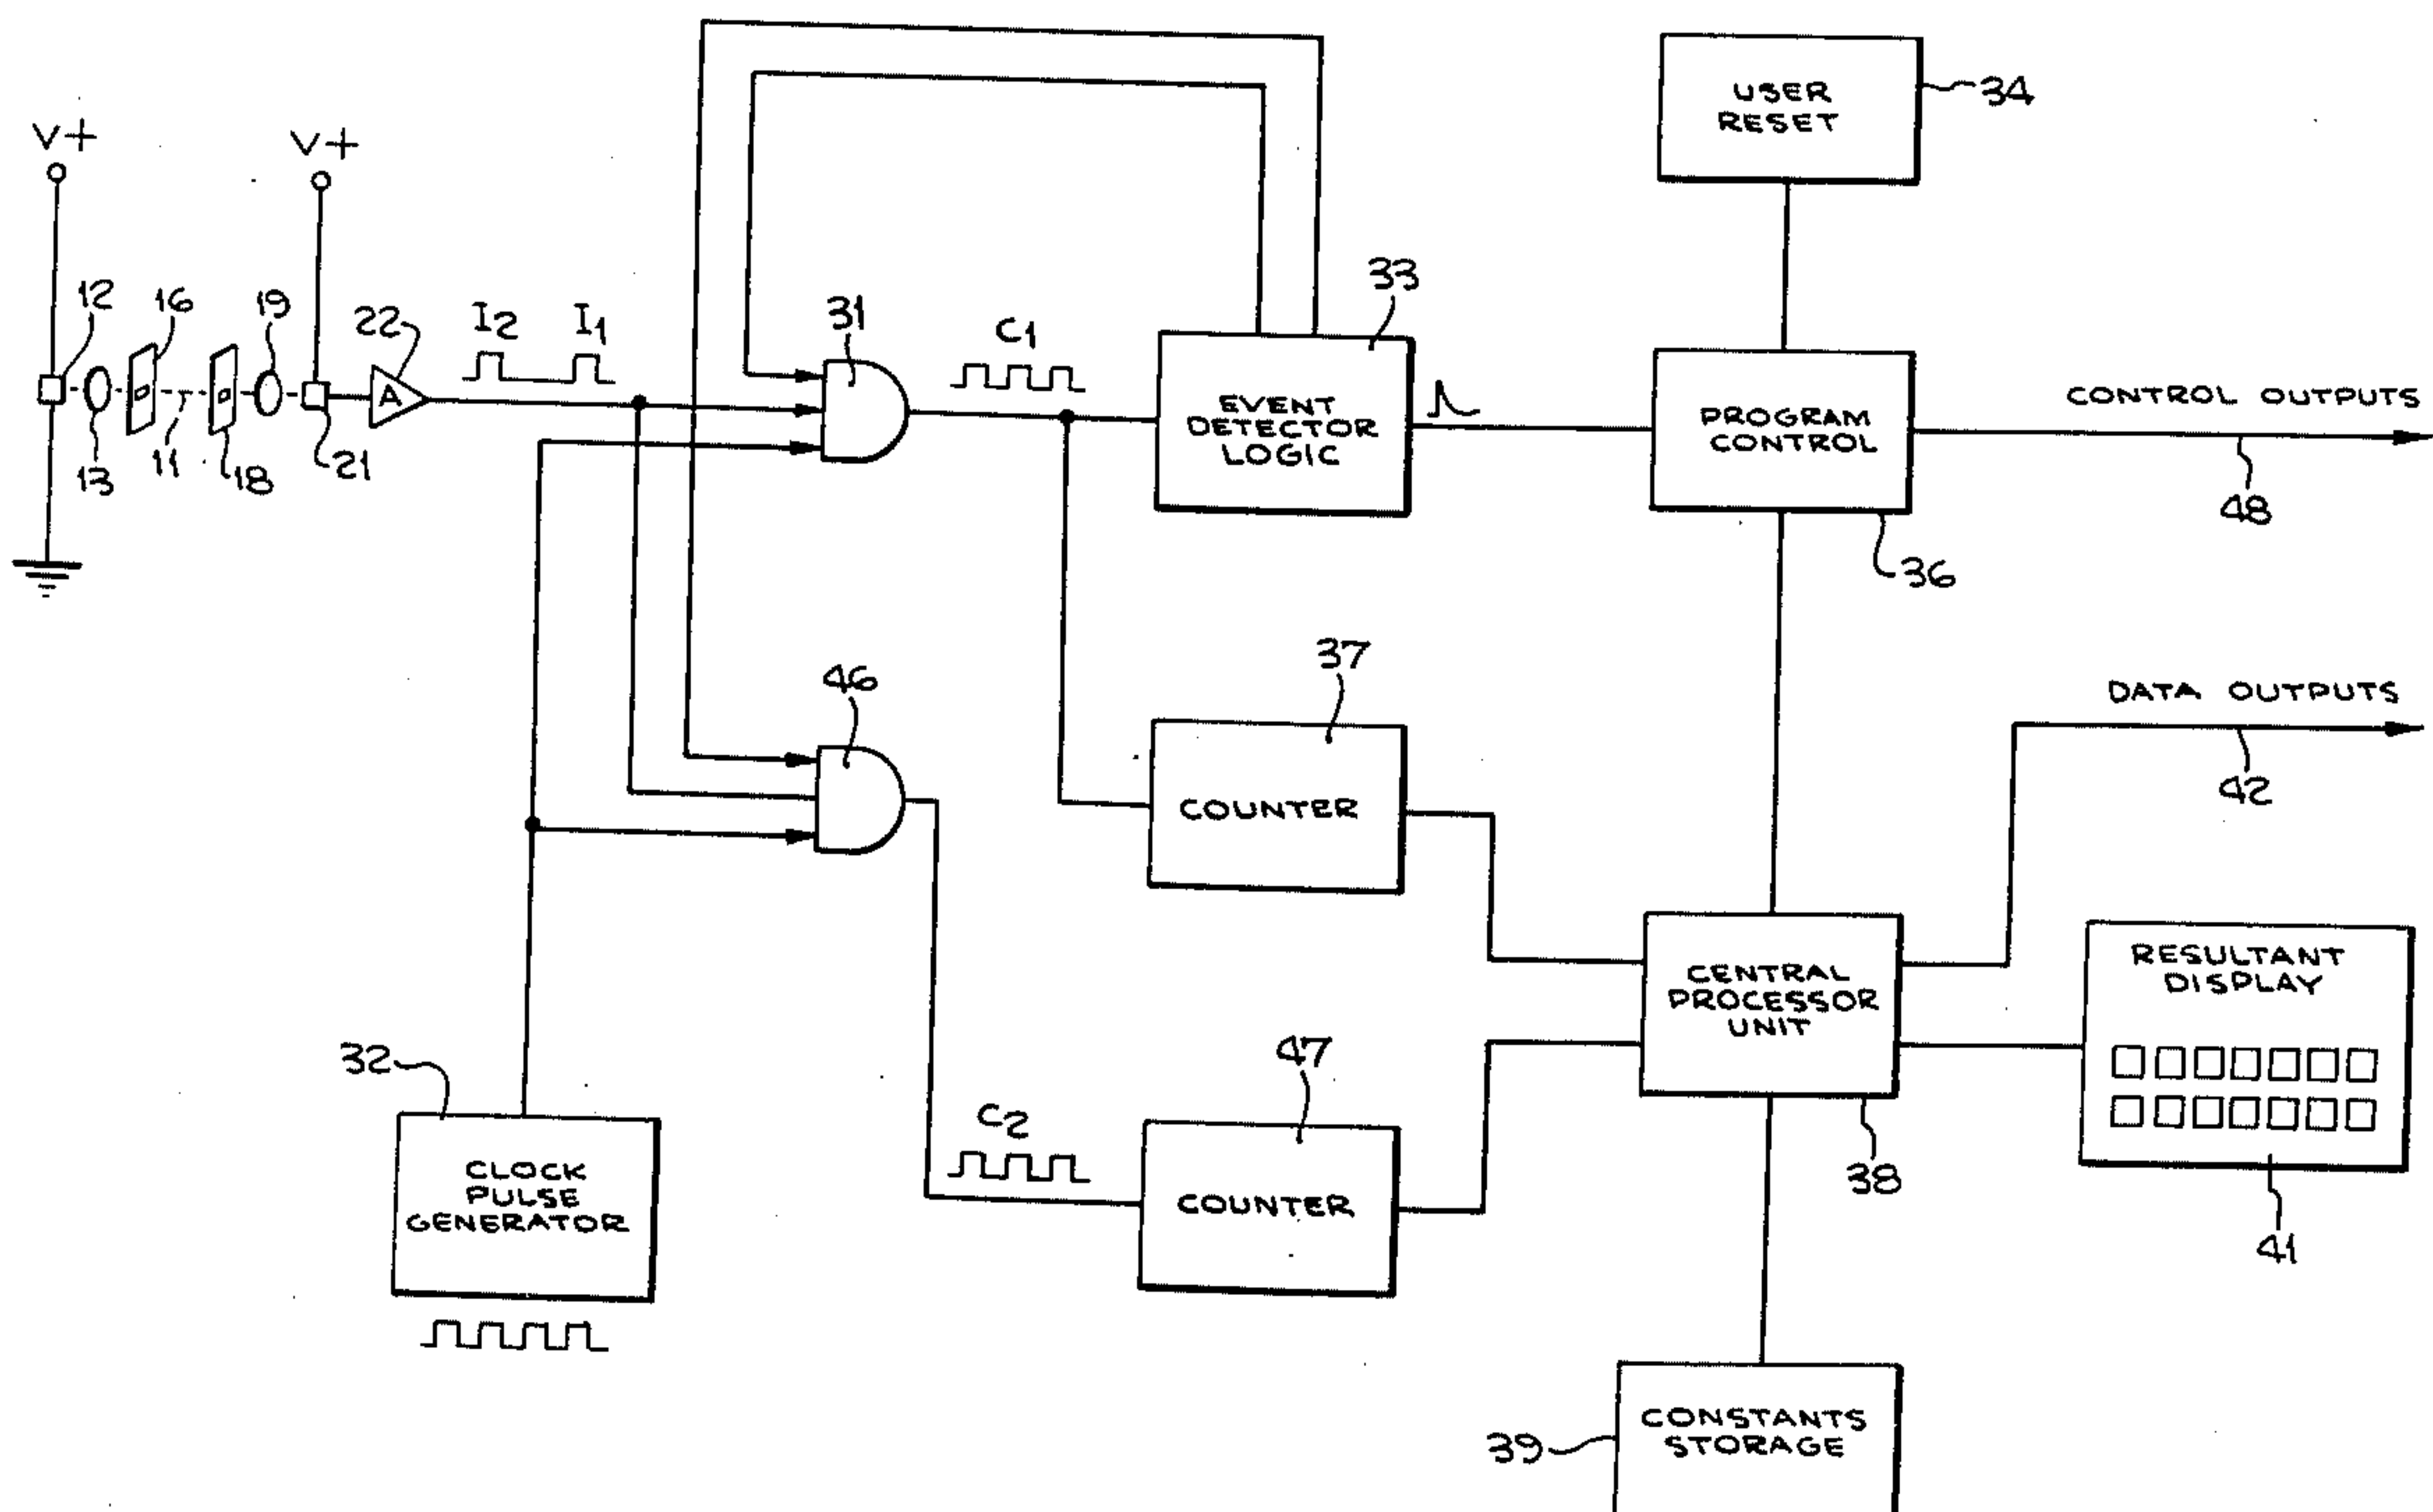 V+
V+
USER
RESET
34
12
16
19
22
I2
I1
31
C1
33
A
EVENT
DETECTOR
LOGIC
PROGRAM
CONTROL
CONTROL OUTPUTS
13
11
18
21
48
36
46
37
DATA OUTPUTS
42
COUNTER
CENTRAL
PROCESSOR
UNIT
RESULTANT
DISPLAY
32
47
C2
38
CLOCK
PULSE
GENERATOR
COUNTER
41
39
CONSTANTS
STORAGE